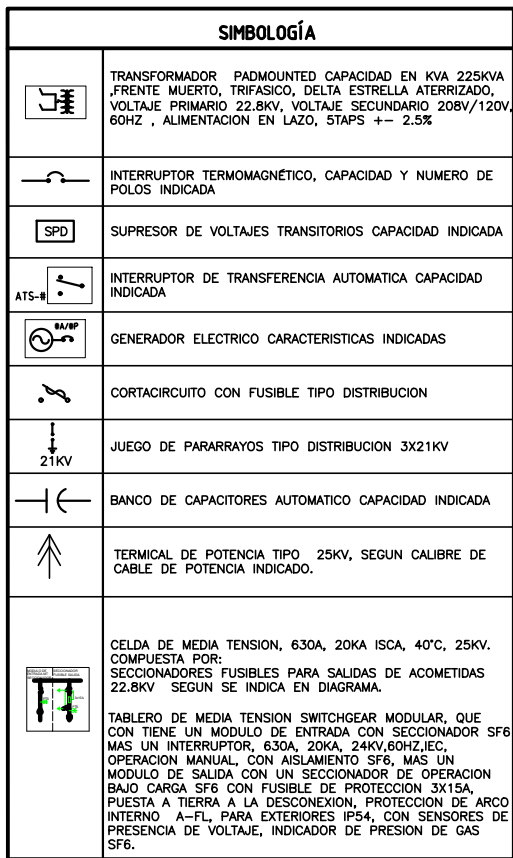 SIMBOLOGÍA
TRANSFORMADOR PADMOUNTED CAPACIDAD EN KVA 225KVA
,FRENTE MUERTO, TRIFASICO, DELTA ESTRELLA ATERRIZADO,
VOLTAJE PRIMARIO 22.8KV, VOLTAJE SECUNDARIO 208V/120V,
60HZ , ALIMENTACION EN LAZO, 5TAPS +- 2.5%
INTERRUPTOR TERMOMAGNÉTICO, CAPACIDAD Y NUMERO DE
POLOS INDICADA
SPD
SUPRESOR DE VOLTAJES TRANSITORIOS CAPACIDAD INDICADA
ATS-#
INTERRUPTOR DE TRANSFERENCIA AUTOMATICA CAPACIDAD
INDICADA
GENERADOR ELECTRICO CARACTERISTICAS INDICADAS
CORTACIRCUITO CON FUSIBLE TIPO DISTRIBUCION
21KV
JUEGO DE PARARRAYOS TIPO DISTRIBUCION 3X21KV
BANCO DE CAPACITORES AUTOMATICO CAPACIDAD INDICADA
TERMICAL DE POTENCIA TIPO 25KV, SEGUN CALIBRE DE
CABLE DE POTENCIA INDICADO.
CELDA DE MEDIA TENSION, 630A, 20KA ISCA, 40°C, 25KV.
COMPUESTA POR:
SECCIONADORES FUSIBLES PARA SALIDAS DE ACOMETIDAS
22.8KV SEGUN SE INDICA EN DIAGRAMA.
TABLERO DE MEDIA TENSION SWITCHGEAR MODULAR, QUE
CON TIENE UN MODULO DE ENTRADA CON SECCIONADOR SF6
MAS UN INTERRUPTOR, 630A, 20KA, 24KV,60HZ,IEC,
OPERACION MANUAL, CON AISLAMIENTO SF6, MAS UN
MODULO DE SALIDA CON UN SECCIONADOR DE OPERACION
BAJO CARGA SF6 CON FUSIBLE DE PROTECCION 3X15A,
PUESTA A TIERRA A LA DESCONEXION, PROTECCION DE ARCO
INTERNO A-FL, PARA EXTERIORES IP54, CON SENSORES DE
PRESENCIA DE VOLTAJE, INDICADOR DE PRESION DE GAS
SF6.